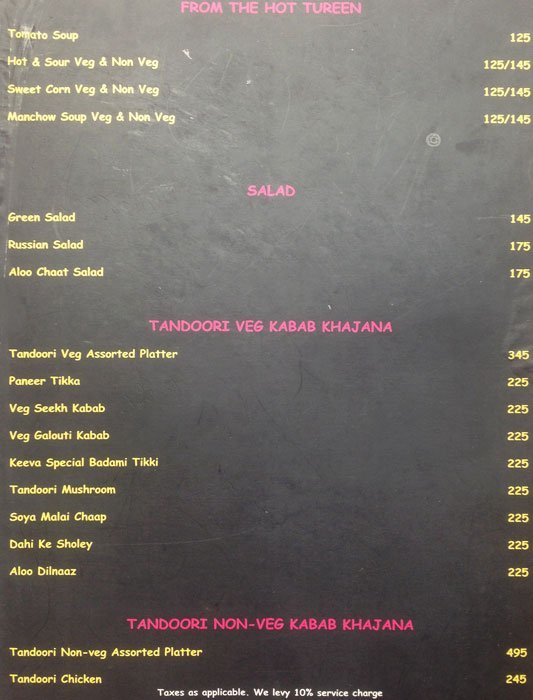 FROM THE HOT TUREEN
Tomato Soup 125
Hot & Sour Veg & Non Veg 125/145
Sweet Corn Veg & Non Veg 125/145
Manchow Soup Veg & Non Veg 125/145
SALAD
Green Salad 145
Russian Salad 175
Aloo Chaat Salad 175
TANDOORI VEG KABAB KHAJANA
Tandoori Veg Assorted Platter 345
Paneer Tikka 225
Veg Seekh Kabab 225
Veg Galouti Kabab 225
Keeva Special Badami Tikki 225
Tandoori Mushroom 225
Soya Malai Chaap 225
Dahi Ke Sholey 225
Aloo Dilnaaz 225
TANDOORI NON-VEG KABAB KHAJANA
Tandoori Non-veg Assorted Platter 495
Tandoori Chicken 245
Taxes as applicable. We levy 10% service charge